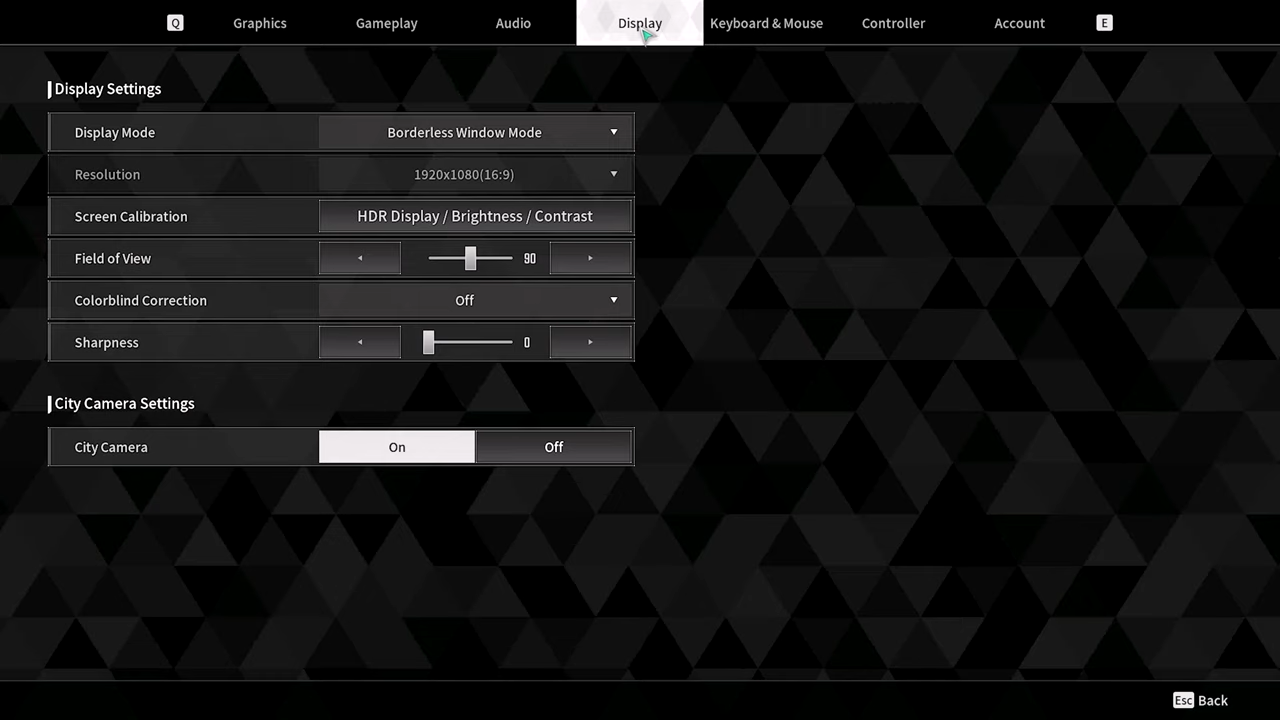 Q Graphics Gameplay Audio Display Keyboard & Mouse Controller Account E
Display Settings
Display Mode Borderless Window Mode
Resolution 1920x1080(16:9)
Screen Calibration HDR Display / Brightness / Contrast
Field of View 90
Colorblind Correction Off
Sharpness 0
City Camera Settings
City Camera On Off
Esc Back